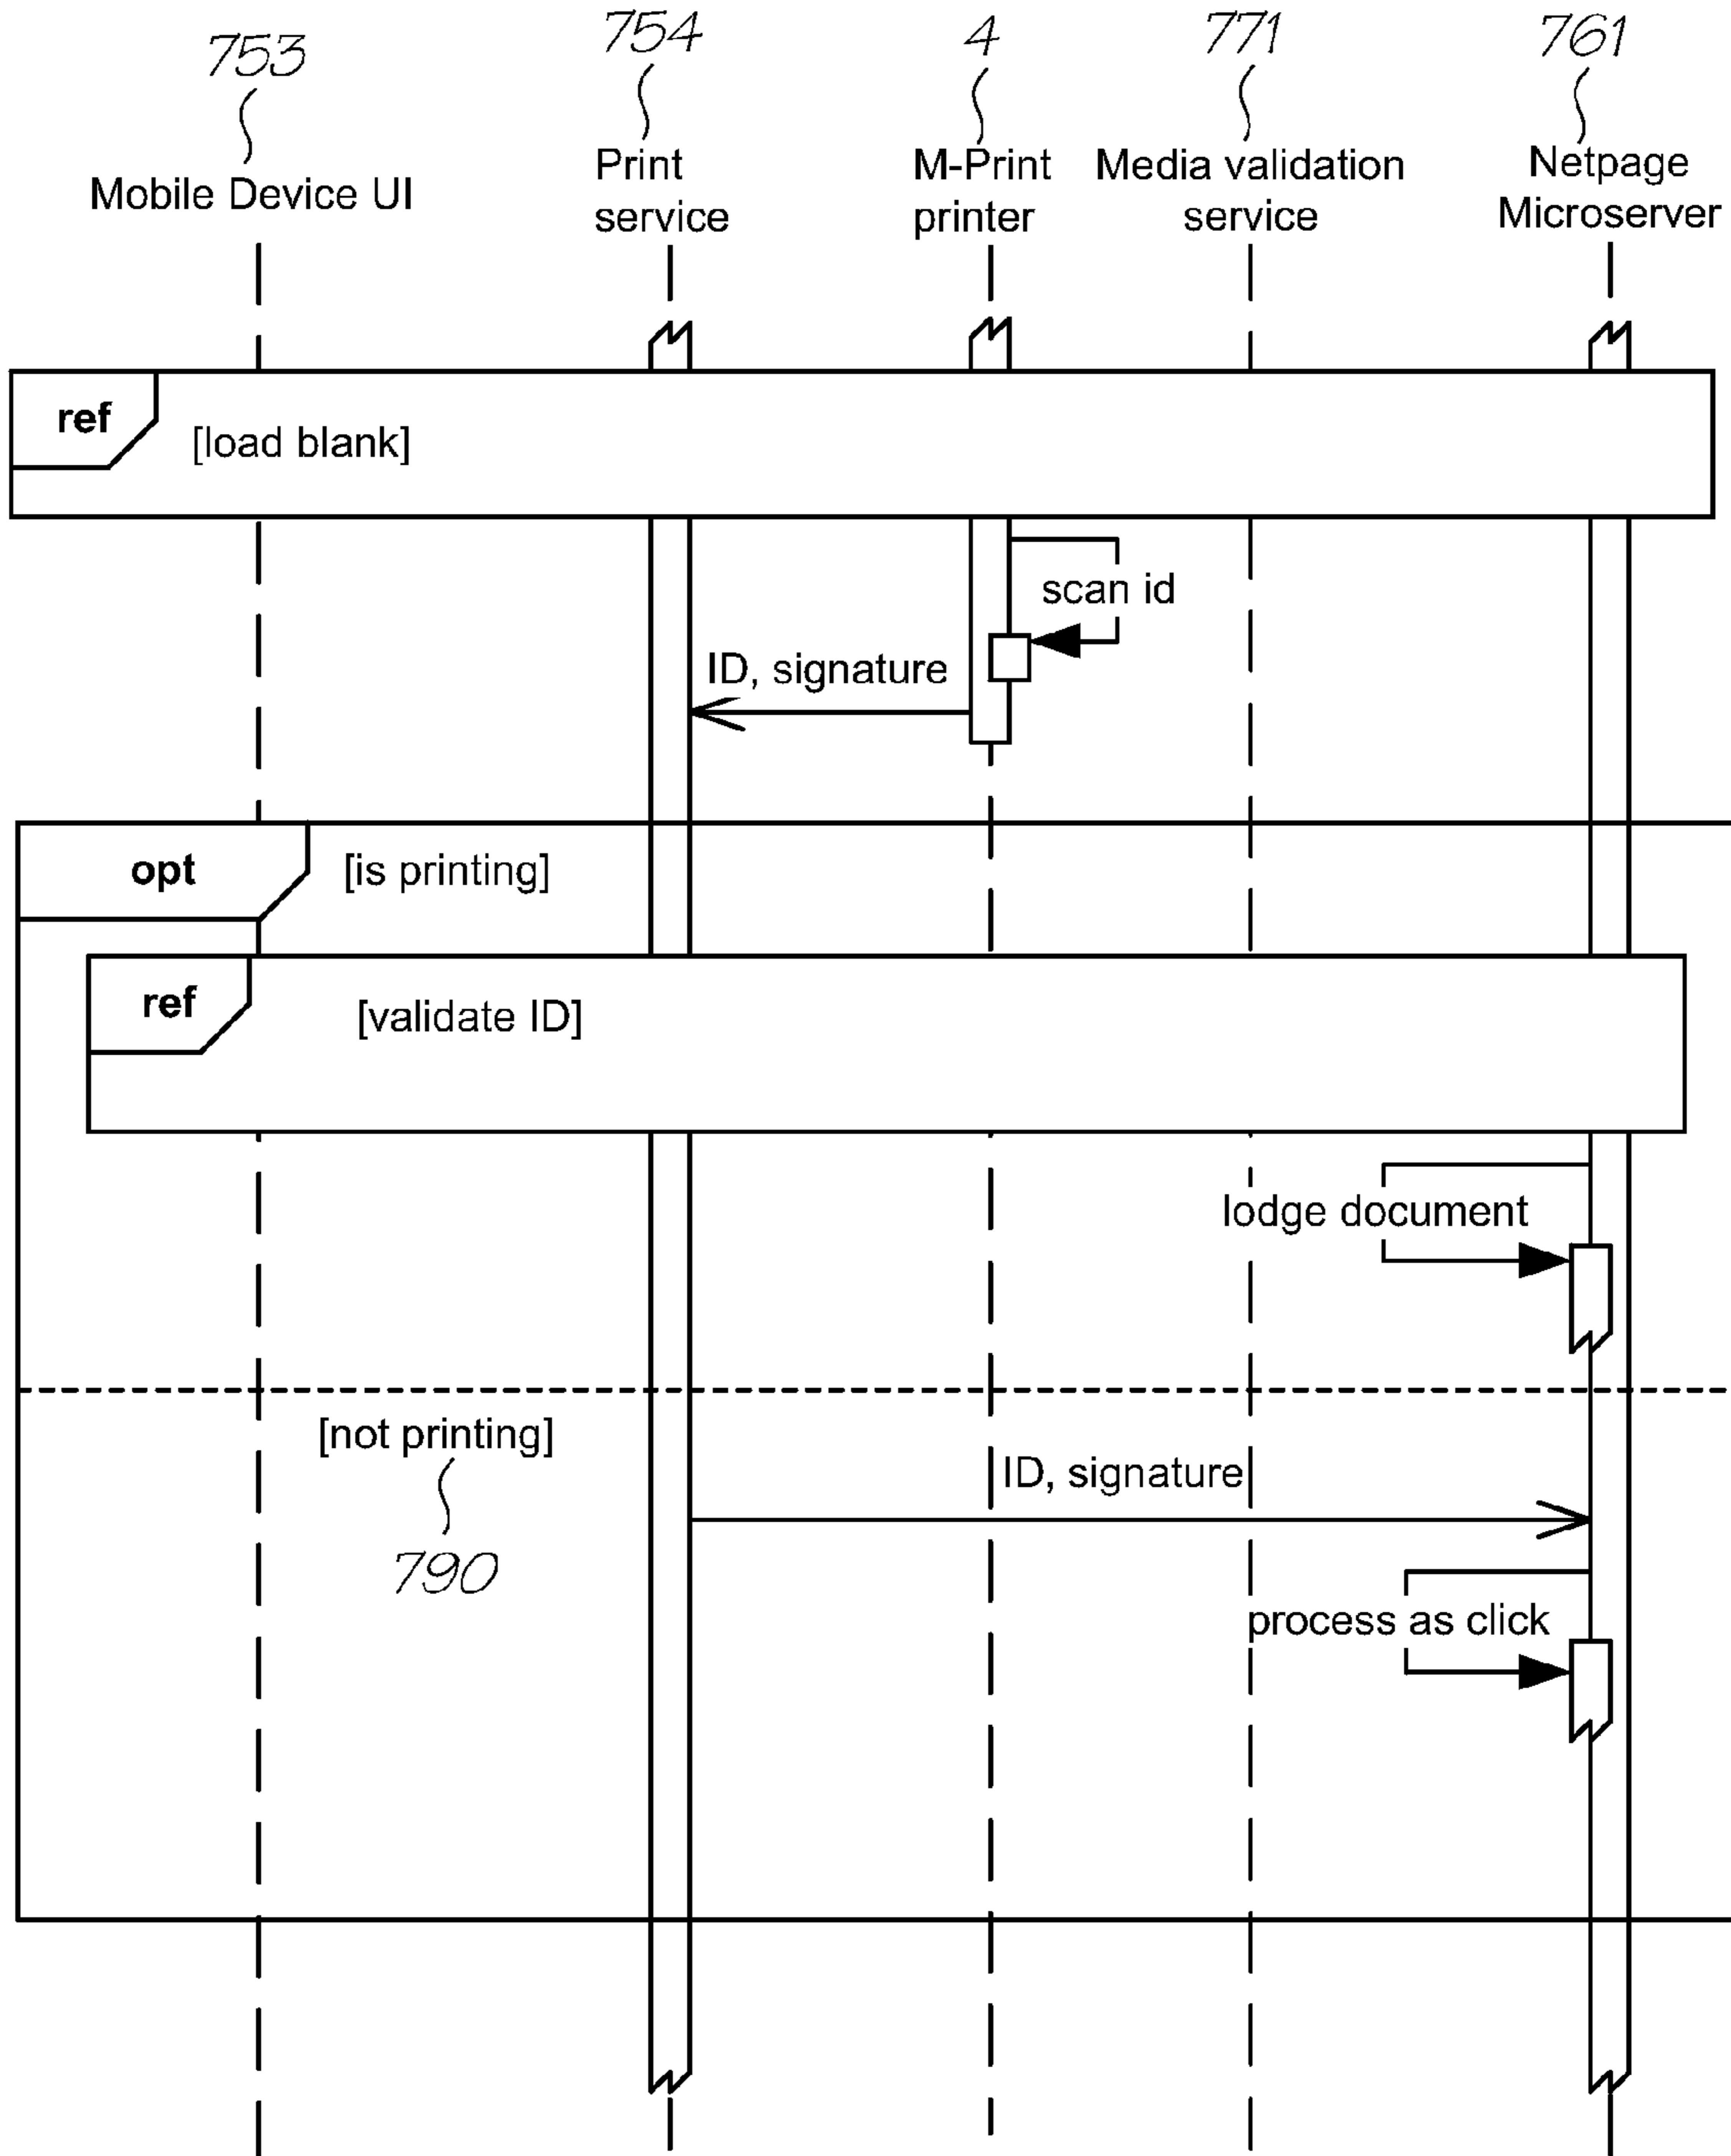 753
754
4
771
761
Mobile Device UI
Print
service
M-Print
printer
Media validation
service
Netpage
Microserver
ref
[load blank]
scan id
ID, signature
opt
[is printing]
ref
[validate ID]
lodge document
[not printing]
790
ID, signature
process as click